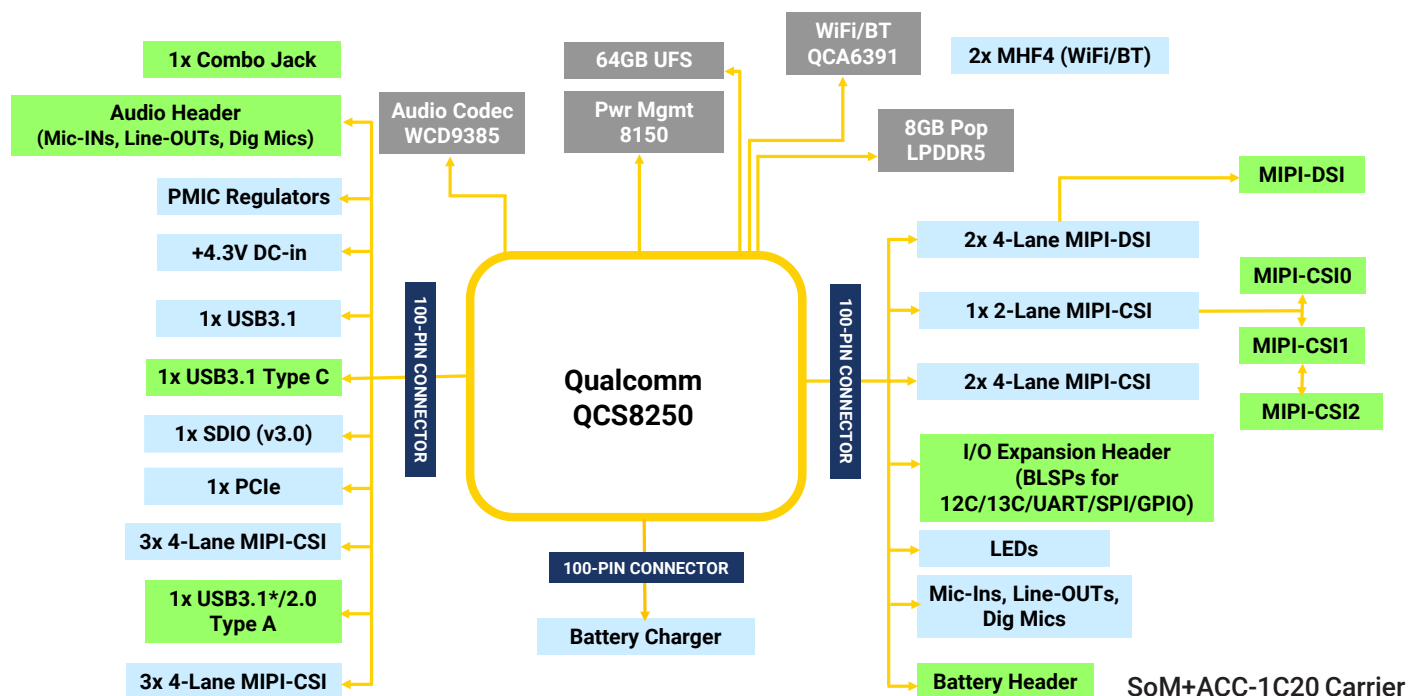 1x Combo Jack
Audio Header
(Mic-INs, Line-OUTs, Dig Mics)
PMIC Regulators
+4.3V DC-in
1x USB3.1
1x USB3.1 Type C
1x SDIO (v3.0)
1x PCIe
3x 4-Lane MIPI-CSI
1x USB3.1*/2.0
Type A
3x 4-Lane MIPI-CSI
100-PIN CONNECTOR
Audio Codec
WCD9385
64GB UFS
Pwr Mgmt
8150
WiFi/BT
QCA6391
8GB Pop
LPDDR5
2x MHF4 (WiFi/BT)
Qualcomm
QCS8250
100-PIN CONNECTOR
Battery Charger
100-PIN CONNECTOR
2x 4-Lane MIPI-DSI
1x 2-Lane MIPI-CSI
2x 4-Lane MIPI-CSI
I/O Expansion Header
(BLSPs for
12C/13C/UART/SPI/GPIO)
LEDs
Mic-Ins, Line-OUTs,
Dig Mics
Battery Header
MIPI-DSI
MIPI-CSI0
MIPI-CSI1
MIPI-CSI2
SoM+ACC-1C20 Carrier